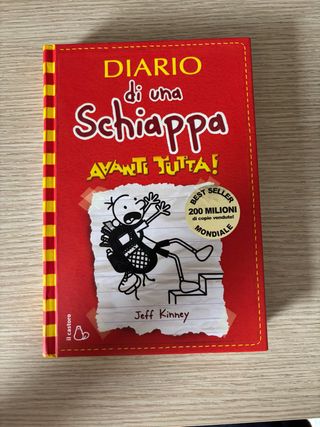 DIARIO
di una
Schiappa
AVANTI TUTTA!
BEST SELLER
200 MILIONI
di copie vendute!
MONDIALE
Jeff Kinney
il castoro